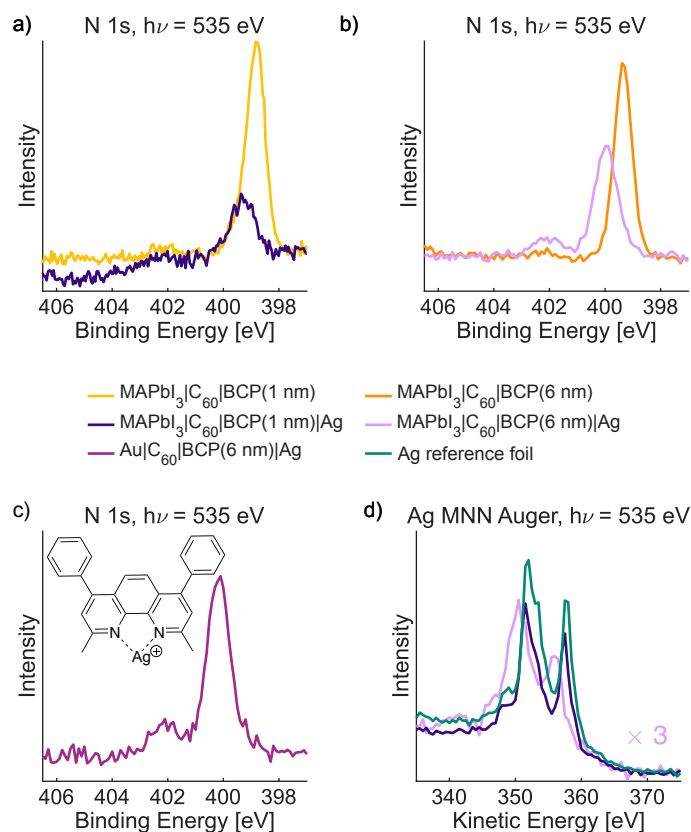 a) N 1s, hν = 535 eV
Intensity
406 404 402 400 398
Binding Energy [eV]
b) N 1s, hν = 535 eV
Intensity
406 404 402 400 398
Binding Energy [eV]
MAPbI₃|C₆₀|BCP(1 nm)
MAPbI₃|C₆₀|BCP(1 nm)|Ag
Au|C₆₀|BCP(6 nm)|Ag
MAPbI₃|C₆₀|BCP(6 nm)
MAPbI₃|C₆₀|BCP(6 nm)|Ag
Ag reference foil
c) N 1s, hν = 535 eV
Intensity
N N
Ag⊕
406 404 402 400 398
Binding Energy [eV]
d) Ag MNN Auger, hν = 535 eV
Intensity
× 3
340 350 360 370
Kinetic Energy [eV]